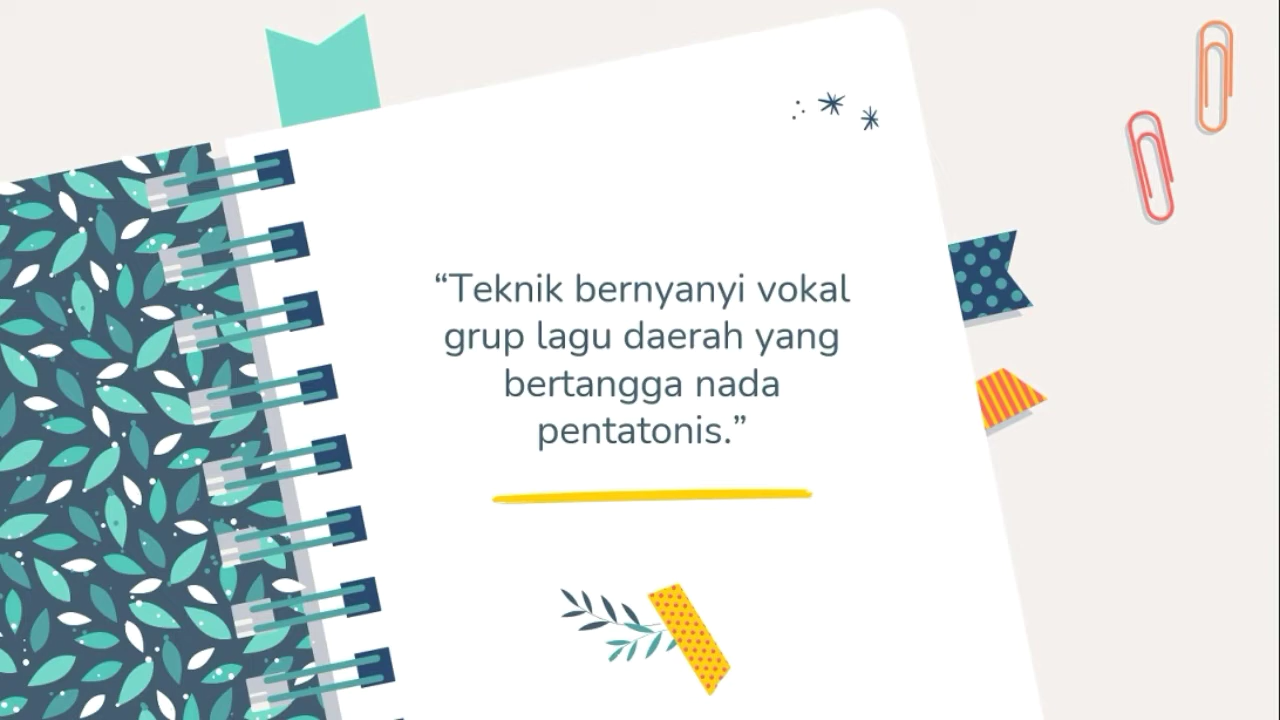 “Teknik bernyanyi vokal
grup lagu daerah yang
bertangga nada
pentatonis.”